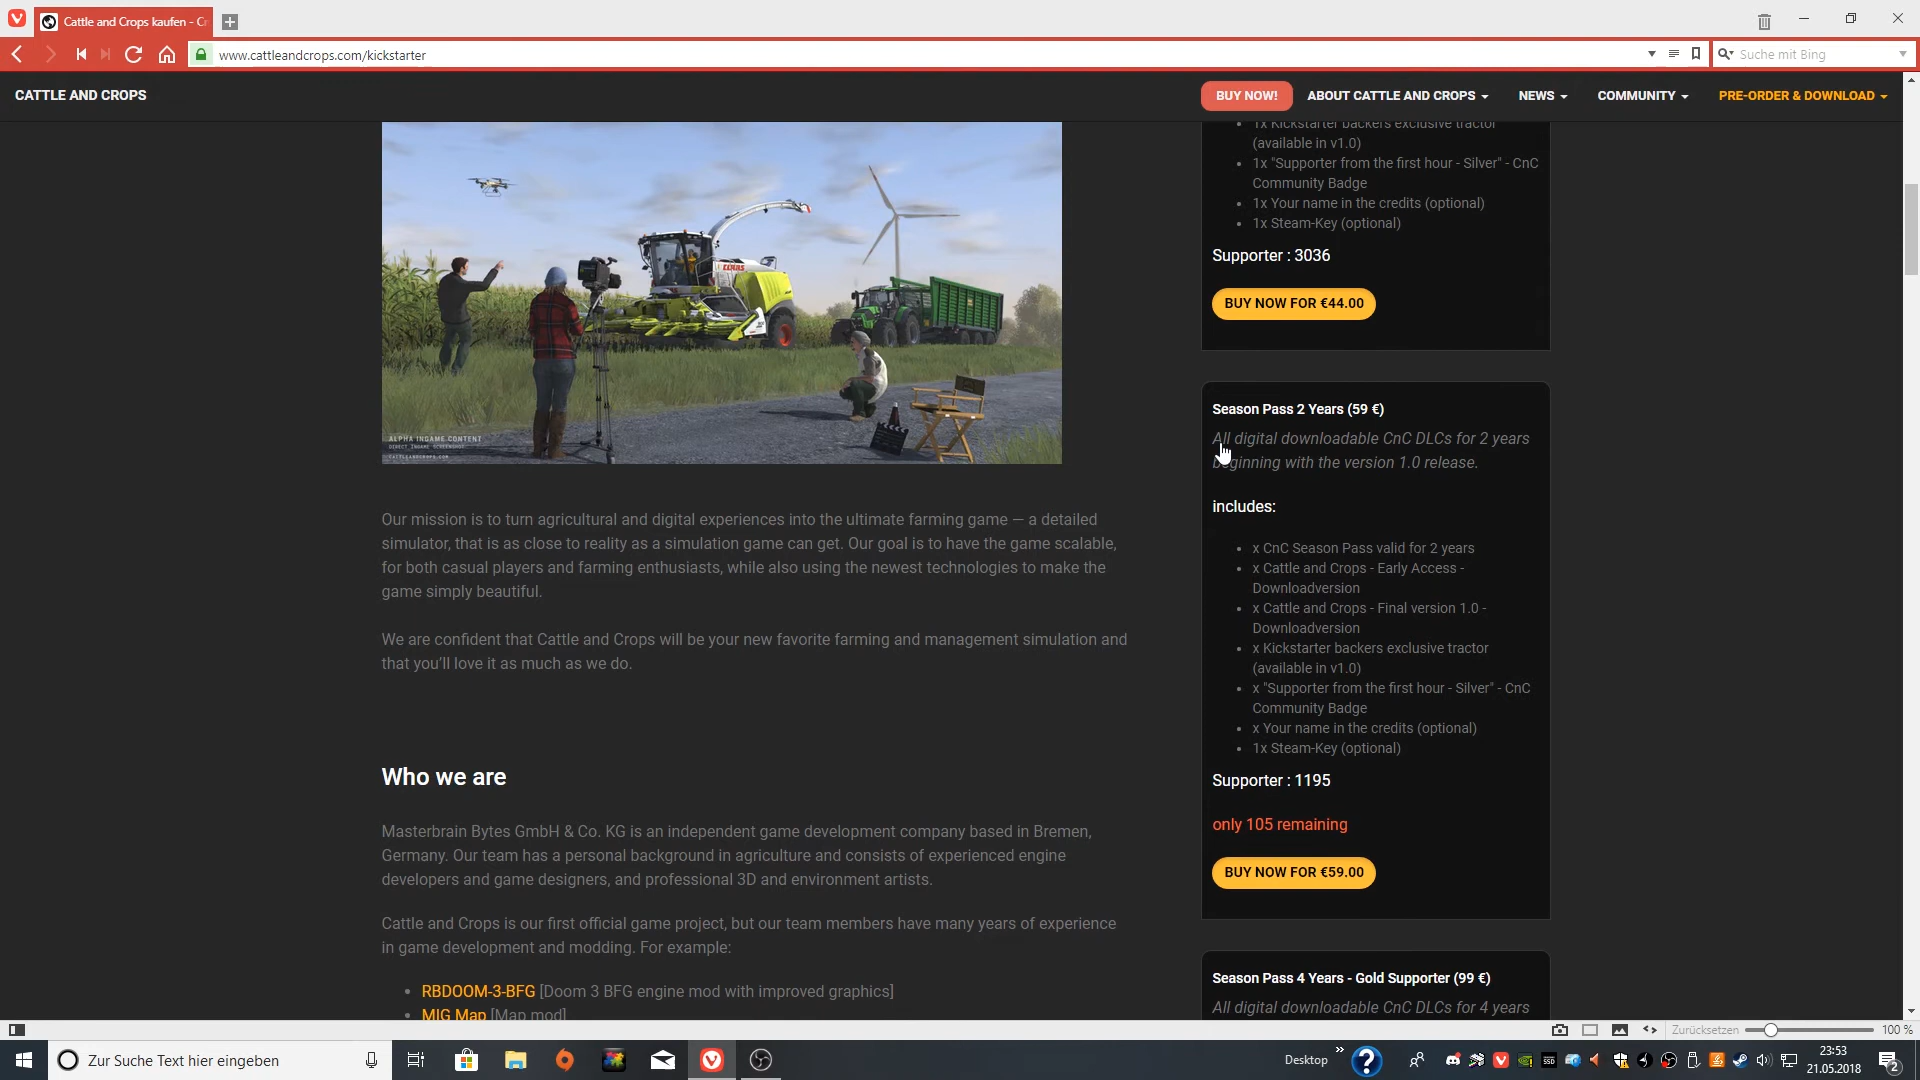 Cattle and Crops kaufen - Cr
www.cattleandcrops.com/kickstarter
Suche mit Bing
CATTLE AND CROPS
BUY NOW!
ABOUT CATTLE AND CROPS
NEWS
COMMUNITY
PRE-ORDER & DOWNLOAD
CLAAS
ALPHA INGAME CONTENT
DIRECT INGAME SCREENSHOT
CATTLEANDCROPS.COM
Our mission is to turn agricultural and digital experiences into the ultimate farming game — a detailed
simulator, that is as close to reality as a simulation game can get. Our goal is to have the game scalable,
for both casual players and farming enthusiasts, while also using the newest technologies to make the
game simply beautiful.
We are confident that Cattle and Crops will be your new favorite farming and management simulation and
that you'll love it as much as we do.
Who we are
Masterbrain Bytes GmbH & Co. KG is an independent game development company based in Bremen,
Germany. Our team has a personal background in agriculture and consists of experienced engine
developers and game designers, and professional 3D and environment artists.
Cattle and Crops is our first official game project, but our team members have many years of experience
in game development and modding. For example:
• RBDOOM-3-BFG [Doom 3 BFG engine mod with improved graphics]
• MIG Map [Map mod]
• 1x Kickstarter backers exclusive tractor
(available in v1.0)
• 1x "Supporter from the first hour - Silver" - CnC
Community Badge
• 1x Your name in the credits (optional)
• 1x Steam-Key (optional)
Supporter : 3036
BUY NOW FOR €44.00
Season Pass 2 Years (59 €)
All digital downloadable CnC DLCs for 2 years
beginning with the version 1.0 release.
includes:
• x CnC Season Pass valid for 2 years
• x Cattle and Crops - Early Access -
Downloadversion
• x Cattle and Crops - Final version 1.0 -
Downloadversion
• x Kickstarter backers exclusive tractor
(available in v1.0)
• x "Supporter from the first hour - Silver" - CnC
Community Badge
• x Your name in the credits (optional)
• 1x Steam-Key (optional)
Supporter : 1195
only 105 remaining
BUY NOW FOR €59.00
Season Pass 4 Years - Gold Supporter (99 €)
All digital downloadable CnC DLCs for 4 years
Zurücksetzen
100 %
Zur Suche Text hier eingeben
Desktop
SSD
23:53
21.05.2018
2